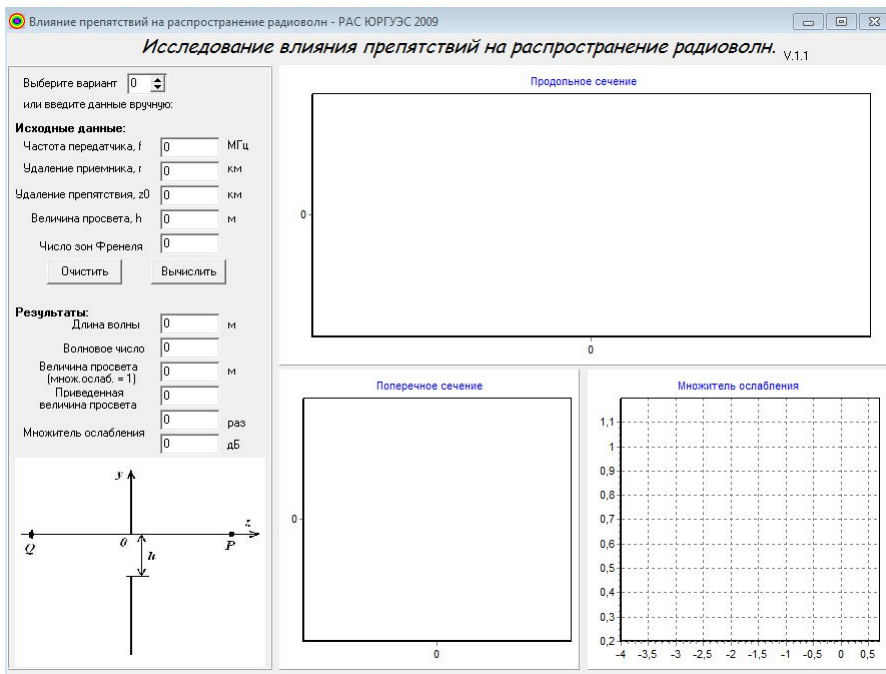 Влияние препятствий на распространение радиоволн - РАС ЮРГУЭС 2009
Исследование влияния препятствий на распространение радиоволн. V.1.1
Выберите вариант 0
или введите данные вручную:
Исходные данные:
Частота передатчика, f 0 МГц
Удаление приемника, r 0 км
Удаление препятствия, z0 0 км
Величина просвета, h 0 м
Число зон Френеля 0
Очистить Вычислить
Результаты:
Длина волны 0 м
Волновое число 0
Величина просвета
(множ.ослаб. = 1) 0 м
Приведенная
величина просвета 0
Множитель ослабления
0 раз
0 дБ
y
z
Q 0 P
h
Продольное сечение
0
0
Поперечное сечение
0
0
Множитель ослабления
1,1
1
0,9
0,8
0,7
0,6
0,5
0,4
0,3
0,2
-4 -3,5 -3 -2,5 -2 -1,5 -1 -0,5 0 0,5